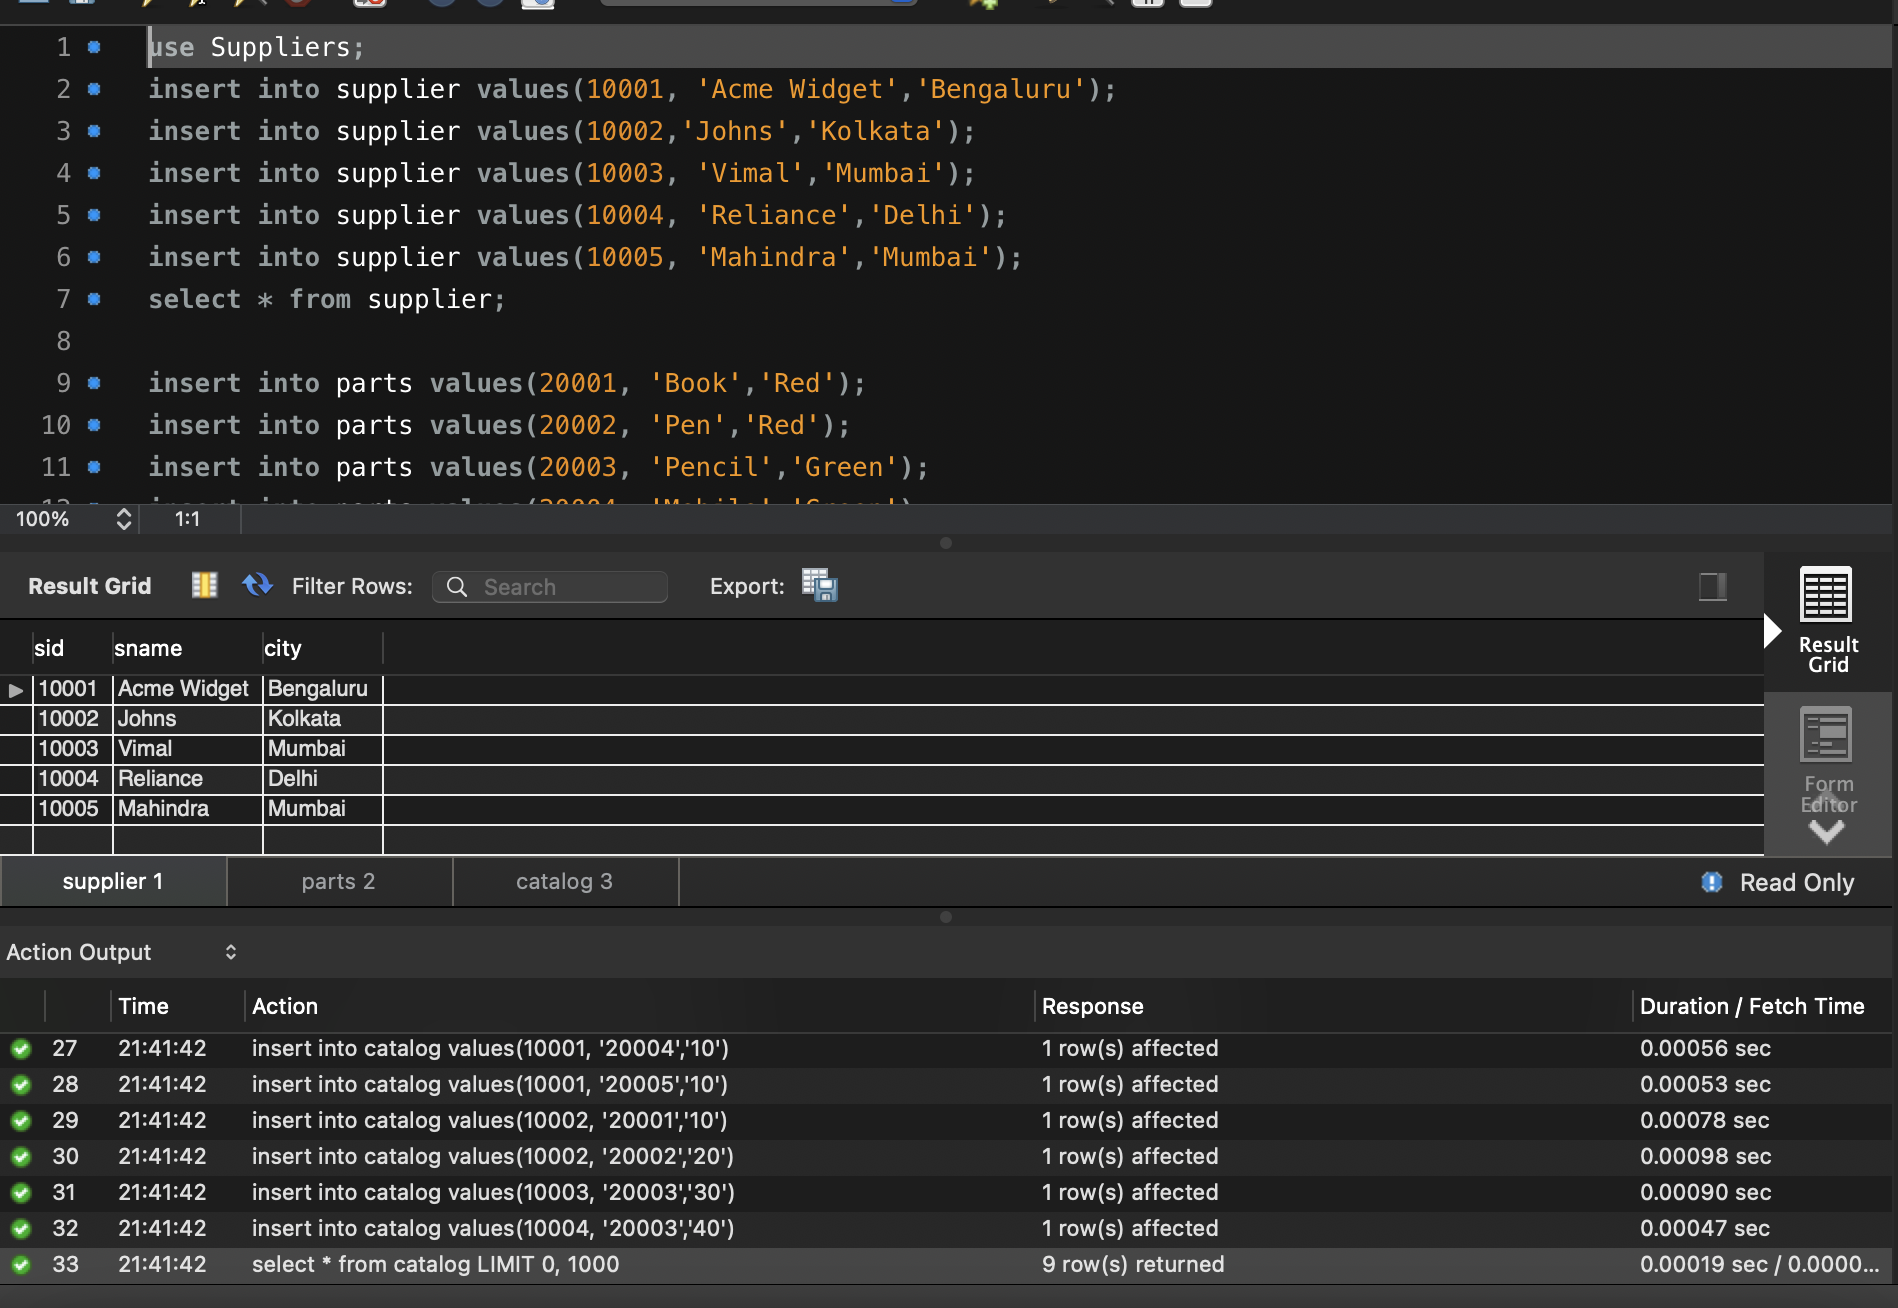 1 use Suppliers;
2 insert into supplier values(10001, 'Acme Widget','Bengaluru');
3 insert into supplier values(10002,'Johns','Kolkata');
4 insert into supplier values(10003, 'Vimal','Mumbai');
5 insert into supplier values(10004, 'Reliance','Delhi');
6 insert into supplier values(10005, 'Mahindra','Mumbai');
7 select * from supplier;
8
9 insert into parts values(20001, 'Book','Red');
10 insert into parts values(20002, 'Pen','Red');
11 insert into parts values(20003, 'Pencil','Green');
12 insert into parts values(20004, 'Mobile','Green')
100% 1:1
Result Grid Filter Rows: Search Export:
sid sname city
10001 Acme Widget Bengaluru
10002 Johns Kolkata
10003 Vimal Mumbai
10004 Reliance Delhi
10005 Mahindra Mumbai
Result
Grid
Form
Editor
supplier 1 parts 2 catalog 3 Read Only
Action Output
Time Action Response Duration / Fetch Time
27 21:41:42 insert into catalog values(10001, '20004','10') 1 row(s) affected 0.00056 sec
28 21:41:42 insert into catalog values(10001, '20005','10') 1 row(s) affected 0.00053 sec
29 21:41:42 insert into catalog values(10002, '20001','10') 1 row(s) affected 0.00078 sec
30 21:41:42 insert into catalog values(10002, '20002','20') 1 row(s) affected 0.00098 sec
31 21:41:42 insert into catalog values(10003, '20003','30') 1 row(s) affected 0.00090 sec
32 21:41:42 insert into catalog values(10004, '20003','40') 1 row(s) affected 0.00047 sec
33 21:41:42 select * from catalog LIMIT 0, 1000 9 row(s) returned 0.00019 sec / 0.0000...